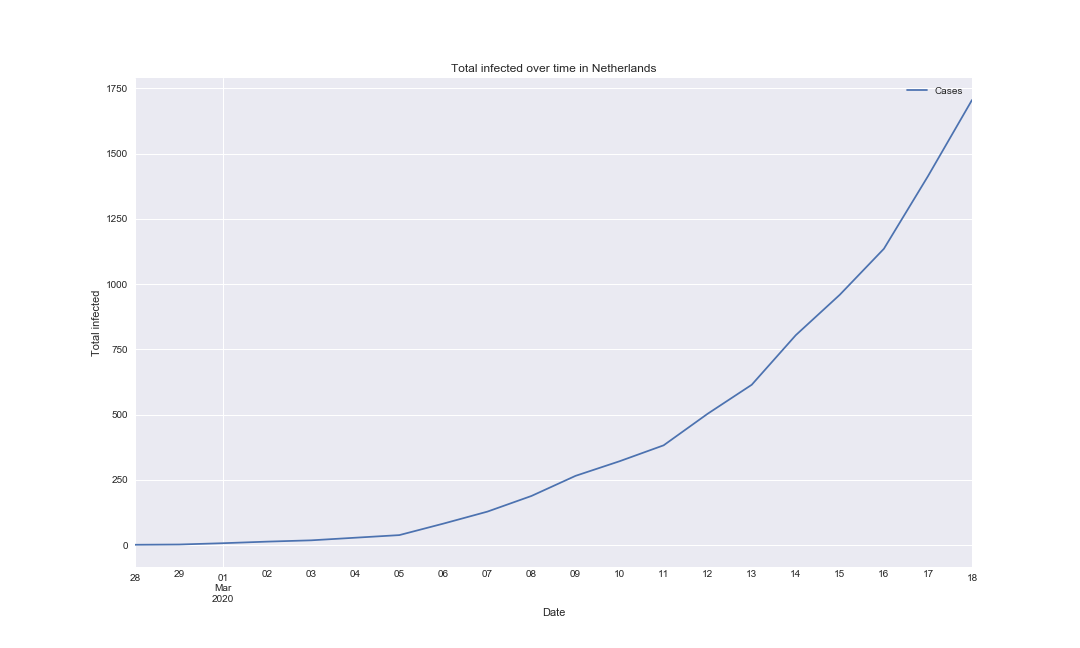 Total infected over time in Netherlands
Cases
1750
1500
1250
1000
750
500
250
0
Total infected
28 29 01 02 03 04 05 06 07 08 09 10 11 12 13 14 15 16 17 18
Mar
2020
Date